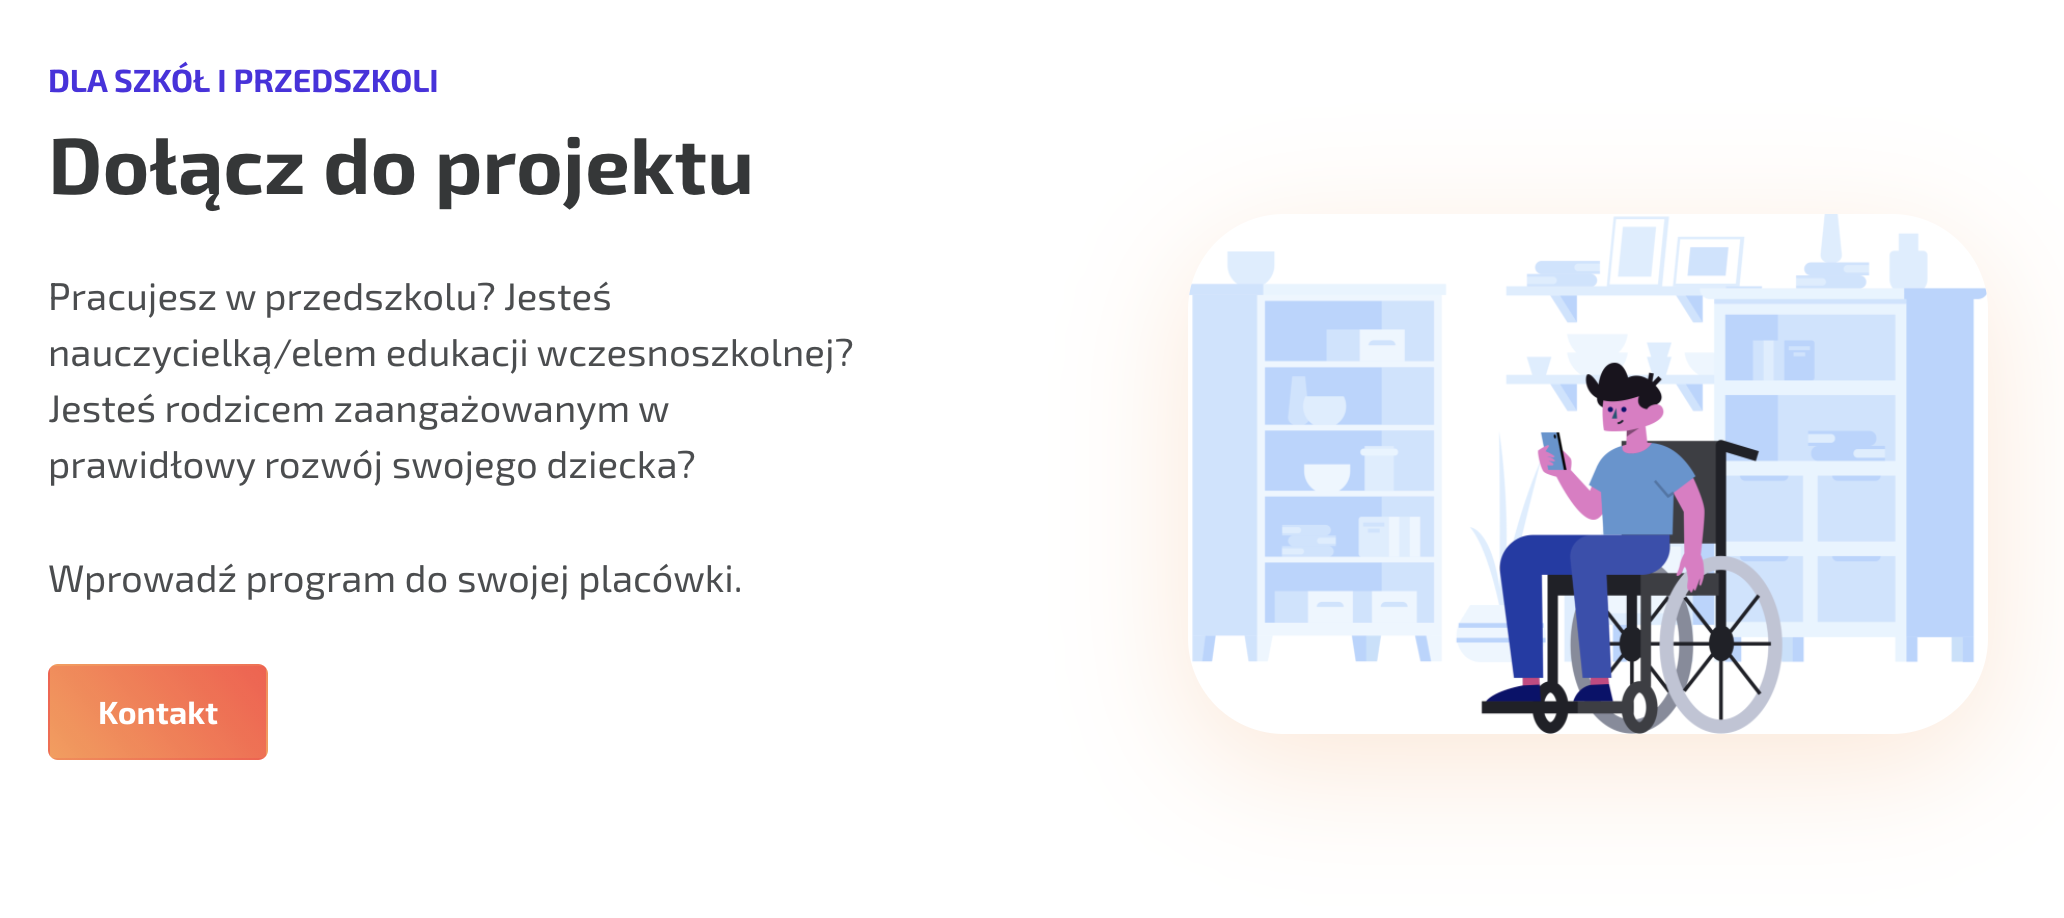 DLA SZKÓŁ I PRZEDSZKOLI
Dołącz do projektu
Pracujesz w przedszkolu? Jesteś
nauczycielką/elem edukacji wczesnoszkolnej?
Jesteś rodzicem zaangażowanym w
prawidłowy rozwój swojego dziecka?
Wprowadź program do swojej placówki.
Kontakt